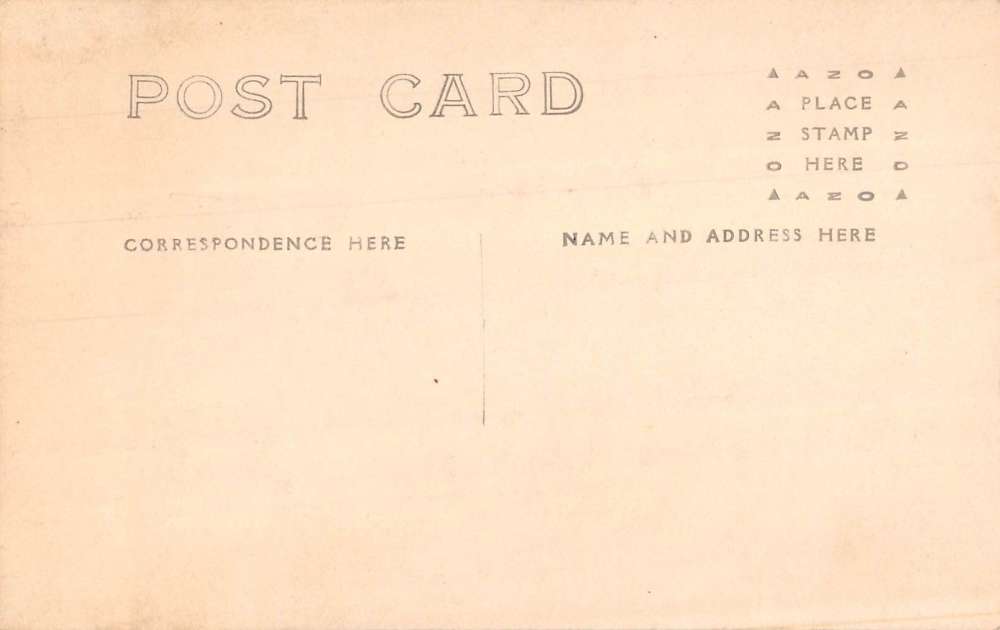 POST CARD
▲ A Z O ▲
A PLACE A
Z STAMP Z
O HERE O
▲ A Z O ▲
CORRESPONDENCE HERE
NAME AND ADDRESS HERE